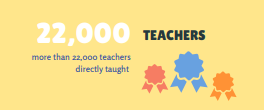 22,000 TEACHERS
more than 22,000 teachers
directly taught